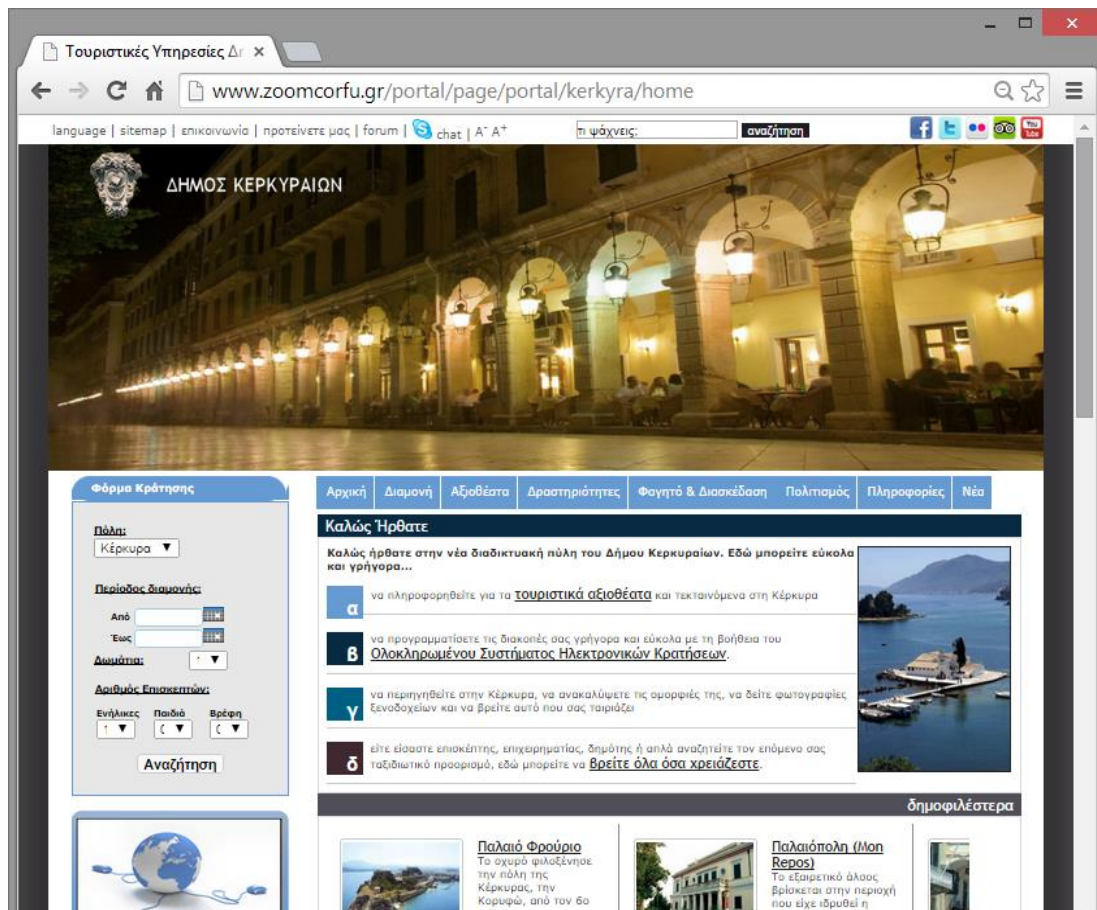 Τουριστικές Υπηρεσίες Δη
www.zoomcorfu.gr/portal/page/portal/kerkyra/home
language | sitemap | επικοινωνία | προτείνετε μας | forum | chat | A- A+
τι ψάχνεις;
αναζήτηση
You Tube
ΔΗΜΟΣ ΚΕΡΚΥΡΑΙΩΝ
Φόρμα Κράτησης
Πόλη:
Κέρκυρα
Περίοδος διαμονής:
Από
Έως
Δωμάτια:
Αριθμός Επισκεπτών:
Ενήλικες Παιδιά Βρέφη
Αναζήτηση
Αρχική Διαμονή Αξιοθέατα Δραστηριότητες Φαγητό & Διασκέδαση Πολιτισμός Πληροφορίες Νέα
Καλώς Ήρθατε
Καλώς ήρθατε στην νέα διαδικτυακή πύλη του Δήμου Κερκυραίων. Εδώ μπορείτε εύκολα
και γρήγορα...
α να πληροφορηθείτε για τα τουριστικά αξιοθέατα και τεκταινόμενα στη Κέρκυρα
β να προγραμματίσετε τις διακοπές σας γρήγορα και εύκολα με τη βοήθεια του
Ολοκληρωμένου Συστήματος Ηλεκτρονικών Κρατήσεων.
γ να περιηγηθείτε στην Κέρκυρα, να ανακαλύψετε τις ομορφιές της, να δείτε φωτογραφίες
ξενοδοχείων και να βρείτε αυτό που σας ταιριάζει
δ είτε είσαστε επισκέπτης, επιχειρηματίας, δημότης ή απλά αναζητείτε τον επόμενο σας
ταξιδιωτικό προορισμό, εδώ μπορείτε να βρείτε όλα όσα χρειάζεστε.
δημοφιλέστερα
Παλαιό Φρούριο
Το οχυρό φιλοξένησε
την πόλη της
Κέρκυρας, την
Κορυφώ, από τον 6ο
Παλαιόπολη (Mon
Repos)
Το εξαιρετικό άλσος
βρίσκεται στην περιοχή
που είχε ιδρυθεί η